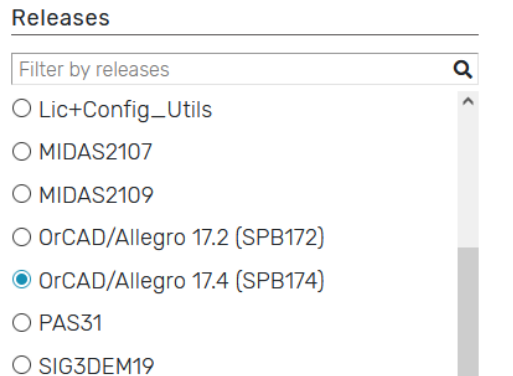 Releases
Filter by releases
Lic+Config_Utils
MIDAS2107
MIDAS2109
OrCAD/Allegro 17.2 (SPB172)
OrCAD/Allegro 17.4 (SPB174)
PAS31
SIG3DEM19